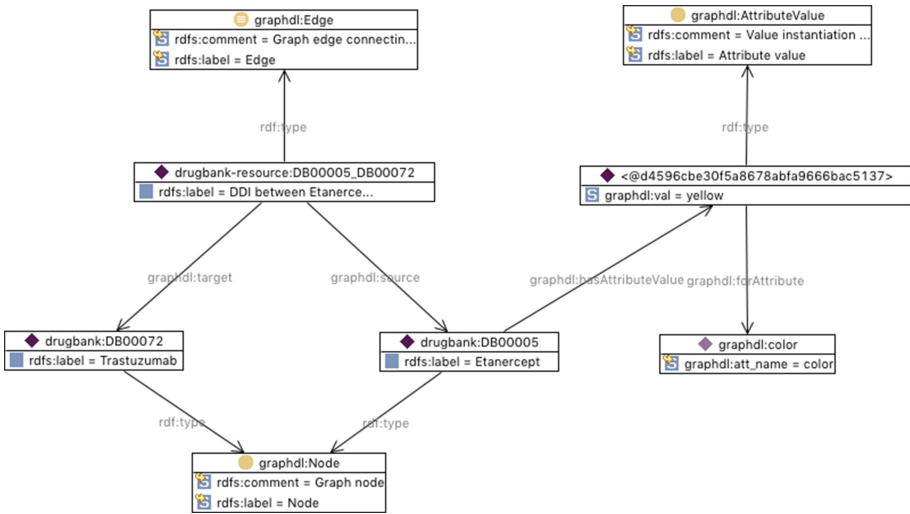 graphdl:Edge
rdfs:comment = Graph edge connectin...
rdfs:label = Edge
graphdl:AttributeValue
rdfs:comment = Value instantiation ...
rdfs:label = Attribute value
rdf:type
rdf:type
drugbank-resource:DB00005_DB00072
rdfs:label = DDI between Etanerce...
<@d4596cbe30f5a8678abfa9666bac5137>
graphdl:val = yellow
graphdl:target
graphdl:source
graphdl:hasAttributeValue
graphdl:forAttribute
drugbank:DB00072
rdfs:label = Trastuzumab
drugbank:DB00005
rdfs:label = Etanercept
graphdl:color
graphdl:att_name = color
rdf:type
rdf:type
graphdl:Node
rdfs:comment = Graph node
rdfs:label = Node